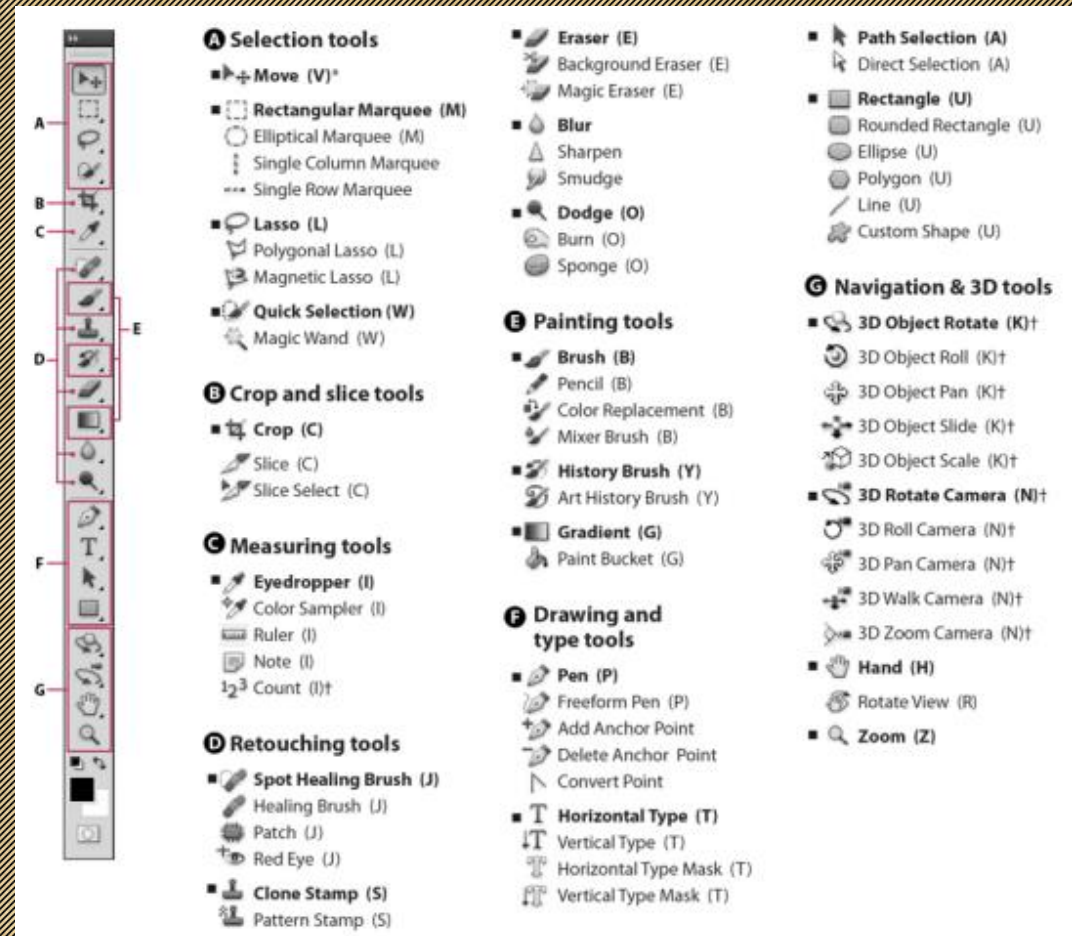 A
B
C
D
E
F
G
A Selection tools
Move (V)*
Rectangular Marquee (M)
Elliptical Marquee (M)
Single Column Marquee
Single Row Marquee
Lasso (L)
Polygonal Lasso (L)
Magnetic Lasso (L)
Quick Selection (W)
Magic Wand (W)
B Crop and slice tools
Crop (C)
Slice (C)
Slice Select (C)
C Measuring tools
Eyedropper (I)
Color Sampler (I)
Ruler (I)
Note (I)
Count (I)†
D Retouching tools
Spot Healing Brush (J)
Healing Brush (J)
Patch (J)
Red Eye (J)
Clone Stamp (S)
Pattern Stamp (S)
Eraser (E)
Background Eraser (E)
Magic Eraser (E)
Blur
Sharpen
Smudge
Dodge (O)
Burn (O)
Sponge (O)
E Painting tools
Brush (B)
Pencil (B)
Color Replacement (B)
Mixer Brush (B)
History Brush (Y)
Art History Brush (Y)
Gradient (G)
Paint Bucket (G)
F Drawing and
type tools
Pen (P)
Freeform Pen (P)
Add Anchor Point
Delete Anchor Point
Convert Point
Horizontal Type (T)
Vertical Type (T)
Horizontal Type Mask (T)
Vertical Type Mask (T)
Path Selection (A)
Direct Selection (A)
Rectangle (U)
Rounded Rectangle (U)
Ellipse (U)
Polygon (U)
Line (U)
Custom Shape (U)
G Navigation & 3D tools
3D Object Rotate (K)†
3D Object Roll (K)†
3D Object Pan (K)†
3D Object Slide (K)†
3D Object Scale (K)†
3D Rotate Camera (N)†
3D Roll Camera (N)†
3D Pan Camera (N)†
3D Walk Camera (N)†
3D Zoom Camera (N)†
Hand (H)
Rotate View (R)
Zoom (Z)